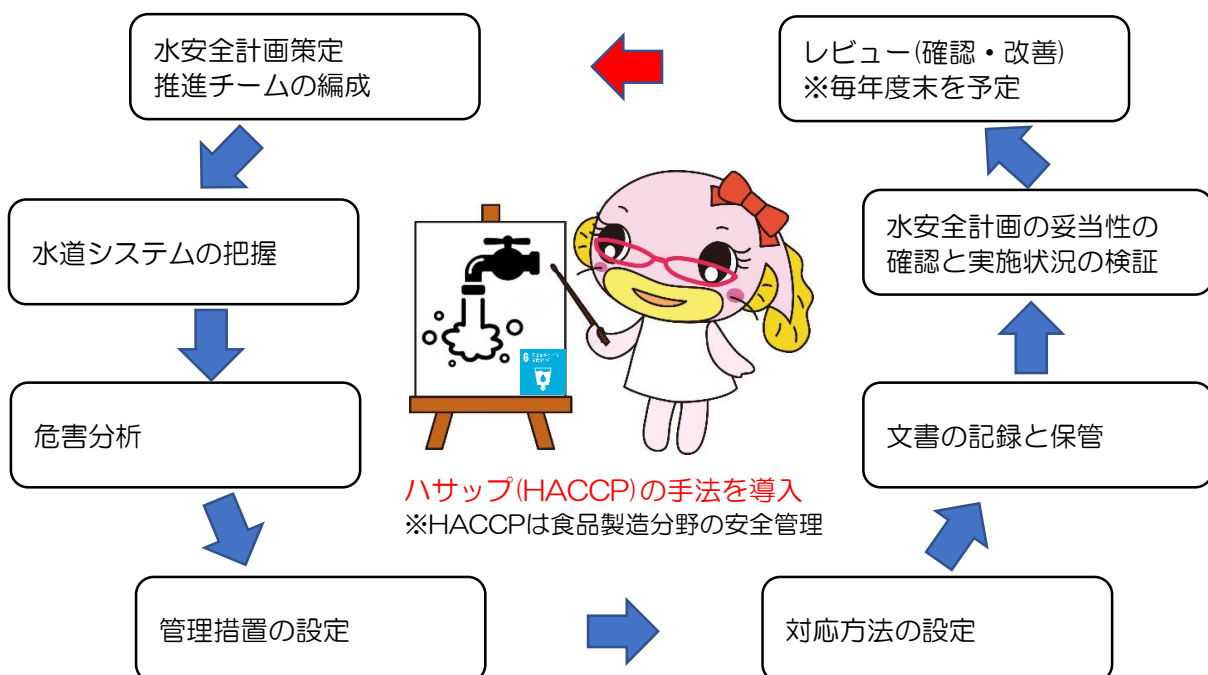 水安全計画策定
推進チームの編成
レビュー(確認・改善)
※毎年度末を予定
水道システムの把握
水安全計画の妥当性の
確認と実施状況の検証
6
危害分析
文書の記録と保管
ハサップ(HACCP)の手法を導入
※HACCPは食品製造分野の安全管理
管理措置の設定
対応方法の設定